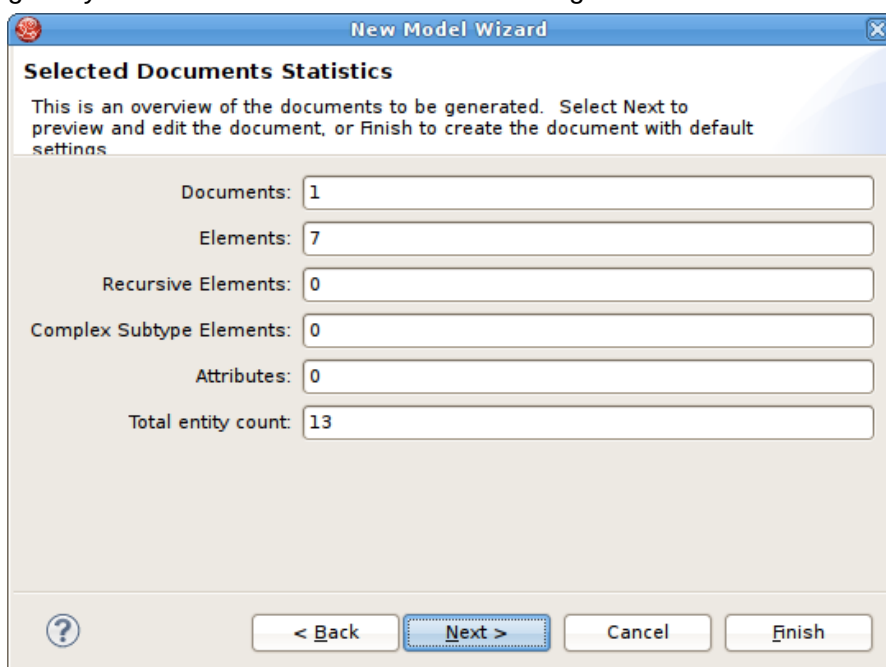 New Model Wizard
Selected Documents Statistics
This is an overview of the documents to be generated. Select Next to
preview and edit the document, or Finish to create the document with default
settings
Documents: 1
Elements: 7
Recursive Elements: 0
Complex Subtype Elements: 0
Attributes: 0
Total entity count: 13
? < Back Next > Cancel Finish